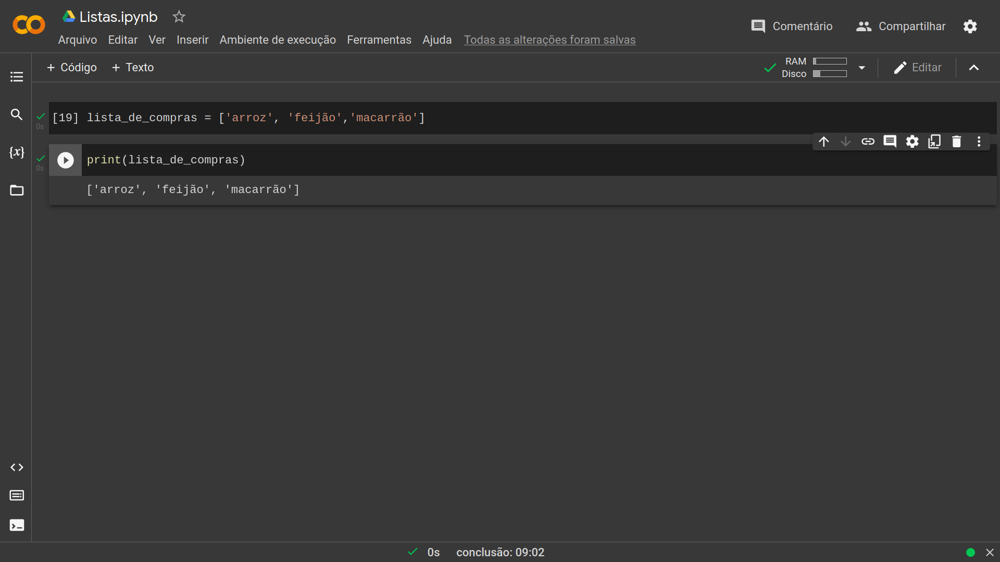 Listas.ipynb
Comentário
Compartilhar
Arquivo Editar Ver Inserir Ambiente de execução Ferramentas Ajuda Todas as alterações foram salvas
+ Código + Texto
RAM
Disco
Editar
[19] lista_de_compras = ['arroz', 'feijão','macarrão']
0s
print(lista_de_compras)
0s
['arroz', 'feijão', 'macarrão']
{x}
0s conclusão: 09:02